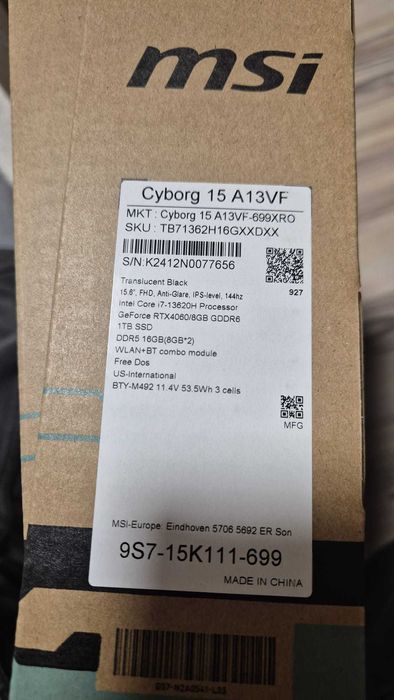 msi
Cyborg 15 A13VF
MKT : Cyborg 15 A13VF-699XRO
SKU : TB71362H16GXXDXX
S/N:K2412N0077656
Translucent Black
927
15.6", FHD, Anti-Glare, IPS-level, 144hz
Intel Core i7-13620H Processor
GeForce RTX4060/8GB GDDR6
1TB SSD
DDR5 16GB(8GB*2)
WLAN+BT combo module
Free Dos
US-International
BTY-M492 11.4V 53.5Wh 3 cells
MFG
MSI-Europe: Eindhoven 5706 5692 ER Son
9S7-15K111-699
MADE IN CHINA